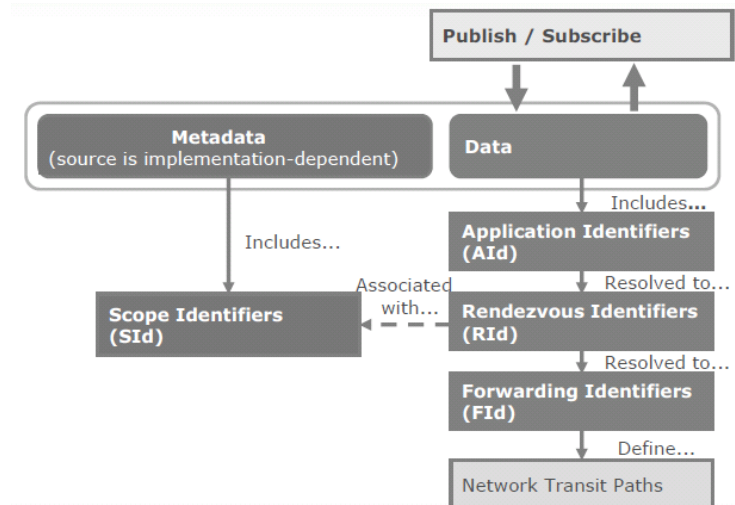 Publish / Subscribe
Metadata
(source is implementation-dependent)
Data
Includes...
Application Identifiers
(AId)
Includes...
Resolved to...
Associated
with...
Scope Identifiers
(SId)
Rendezvous Identifiers
(RId)
Resolved to...
Forwarding Identifiers
(FId)
Define...
Network Transit Paths